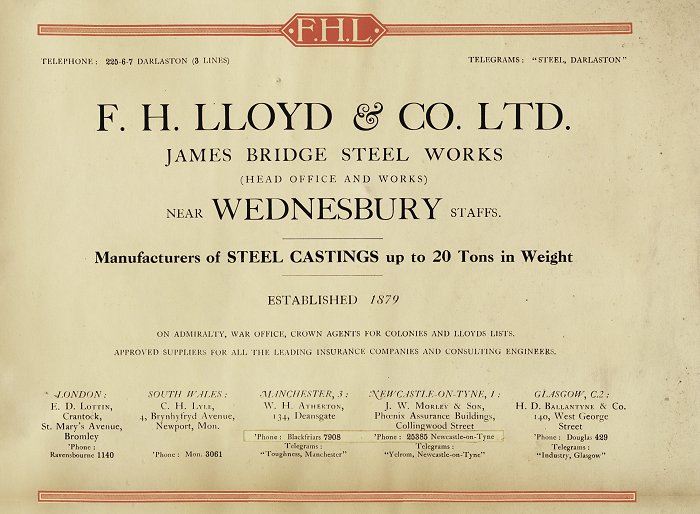 ·F.H.L·
TELEPHONE: 225-6-7 DARLASTON (3 LINES)
TELEGRAMS: "STEEL, DARLASTON"
F. H. LLOYD & CO. LTD.
JAMES BRIDGE STEEL WORKS
(HEAD OFFICE AND WORKS)
NEAR WEDNESBURY STAFFS.
Manufacturers of STEEL CASTINGS up to 20 Tons in Weight
ESTABLISHED 1879
ON ADMIRALTY, WAR OFFICE, CROWN AGENTS FOR COLONIES AND LLOYDS LISTS.
APPROVED SUPPLIERS FOR ALL THE LEADING INSURANCE COMPANIES AND CONSULTING ENGINEERS.
LONDON:
E. D. LOTTIN,
Crantock,
St. Mary's Avenue,
Bromley
'Phone:
Ravensbourne 1140
SOUTH WALES:
C. H. LYLE,
4, Brynhyfryd Avenue,
Newport, Mon.
'Phone: Mon. 3061
MANCHESTER, 3:
W. H. ATHERTON,
134, Deansgate
'Phone: Blackfriars 7908
Telegrams:
"Toughness, Manchester"
NEWCASTLE-ON-TYNE, 1:
J. W. MORLEY & SON,
Phœnix Assurance Buildings,
Collingwood Street
'Phone: 25385 Newcastle-on-Tyne
Telegrams:
"Yelrom, Newcastle-on-Tyne"
GLASGOW, C.2:
H. D. BALLANTYNE & Co.
140, West George
Street
'Phone: Douglas 429
Telegrams:
"Industry, Glasgow"